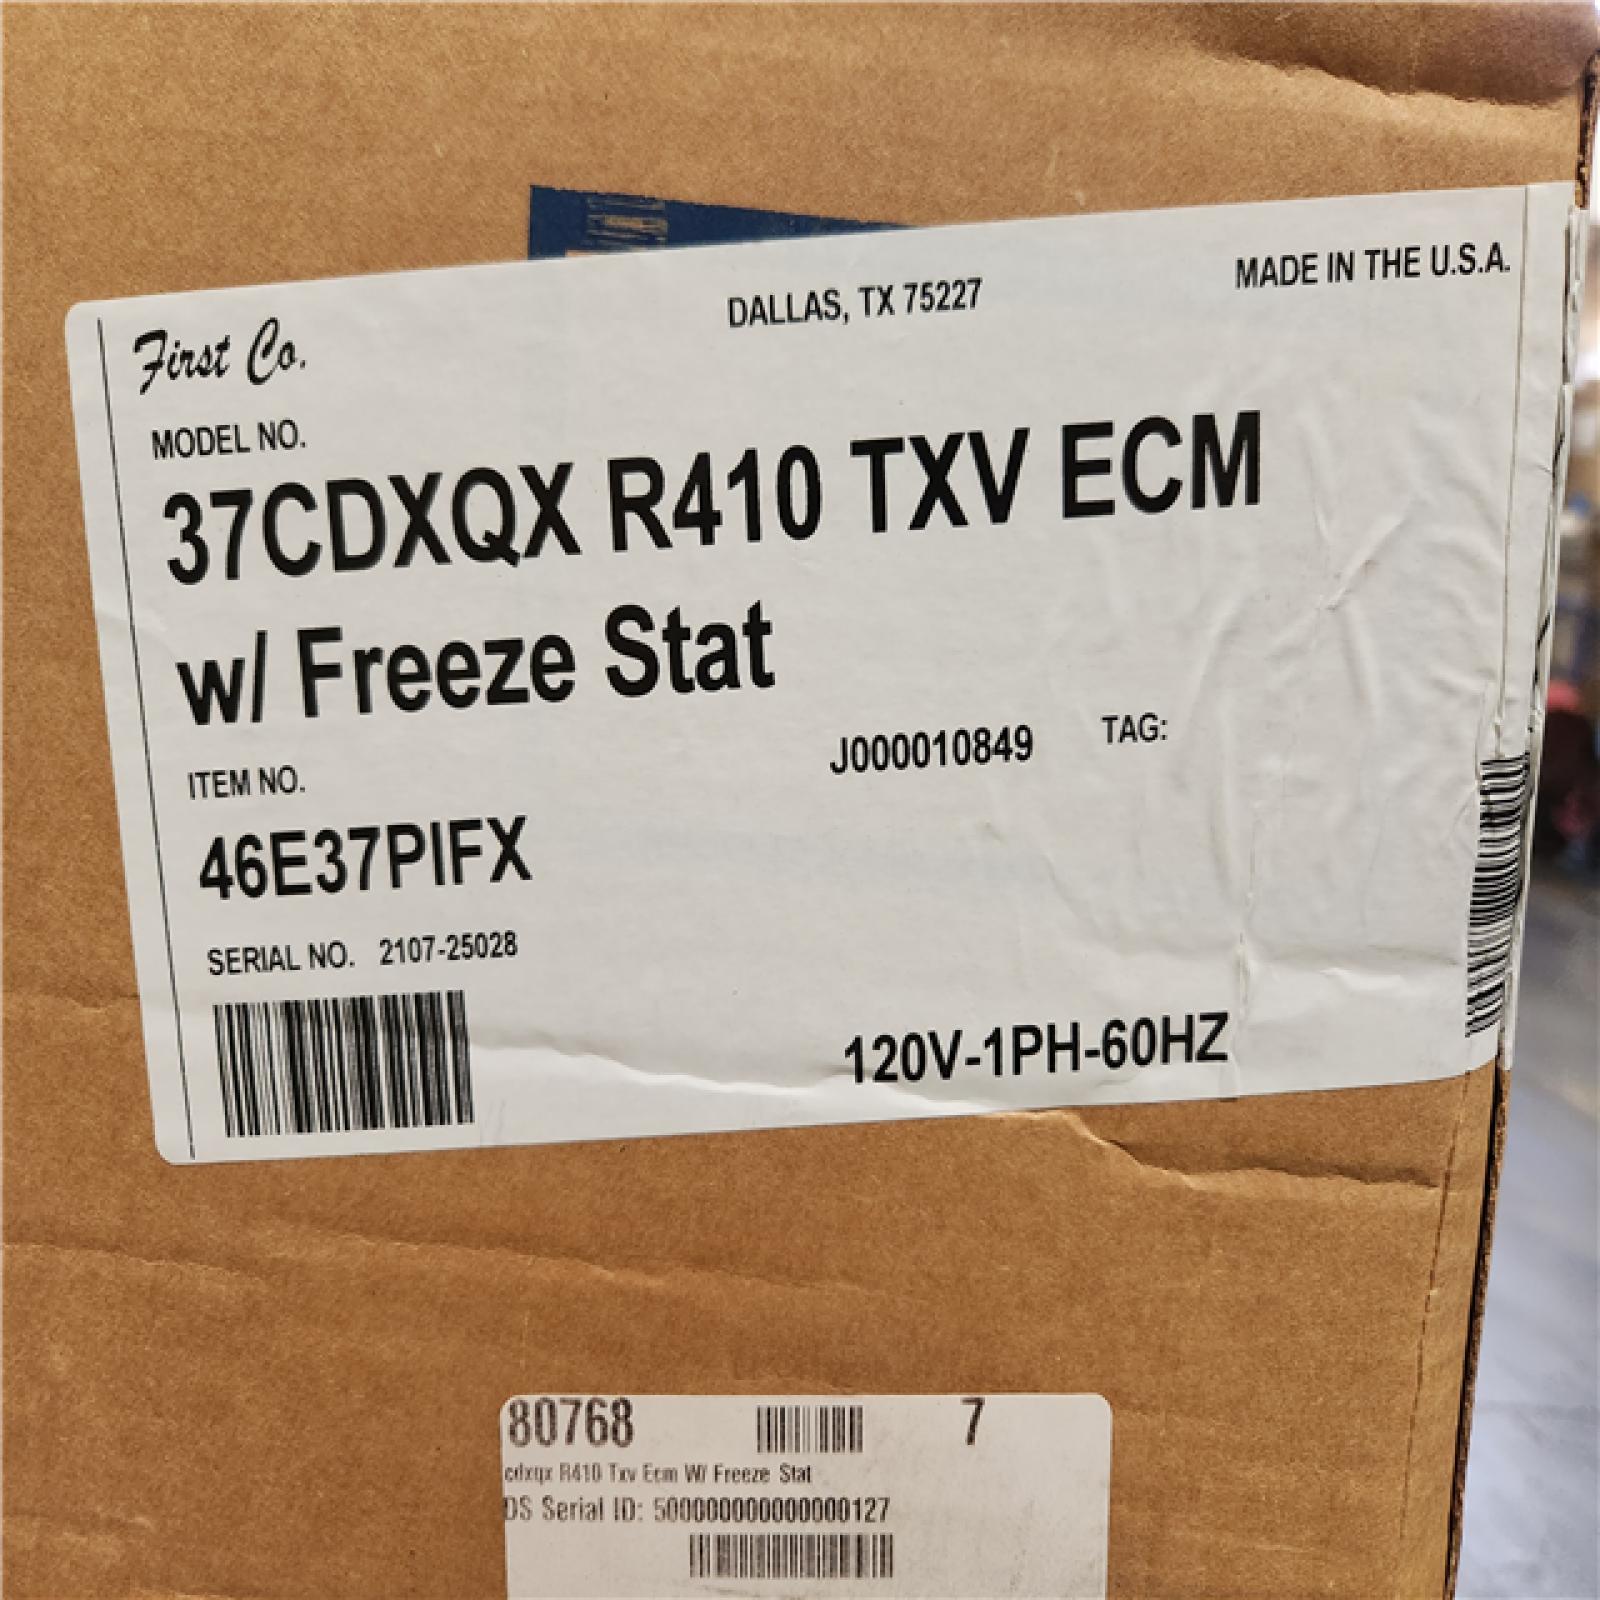 DALLAS, TX 75227
MADE IN THE U.S.A.
First Co.
MODEL NO.
37CDXQX R410 TXV ECM
w/ Freeze Stat
J000010849 TAG:
ITEM NO.
46E37PIFX
SERIAL NO. 2107-25028
120V-1PH-60HZ
80768 7
cdxqx R410 Txv Ecm W/ Freeze Stat
DS Serial ID: 500000000000000127